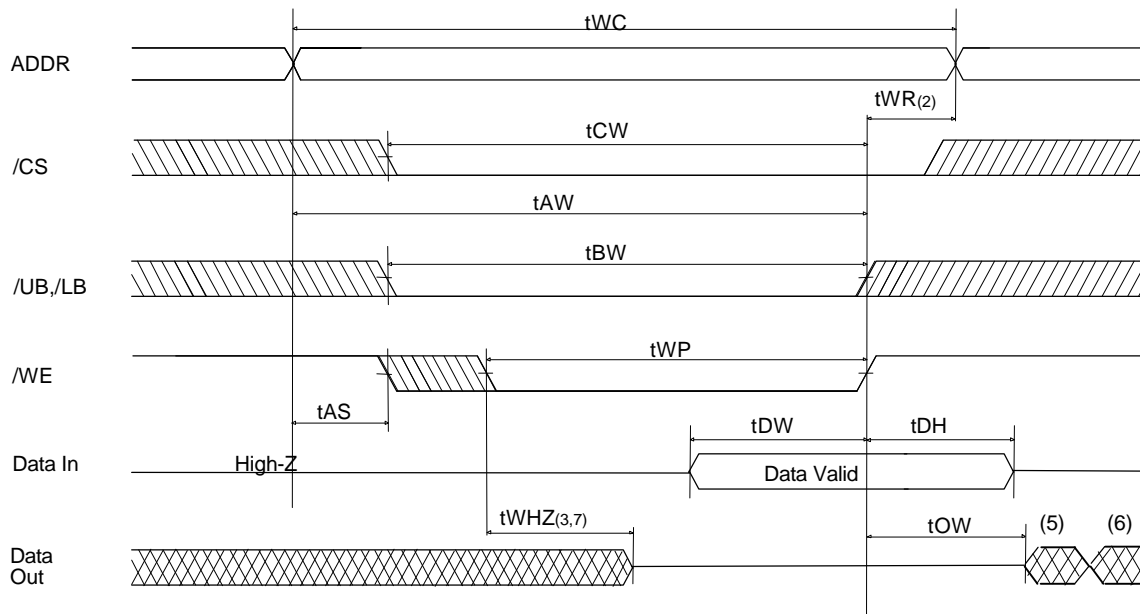 tWC
ADDR
tWR(2)
tCW
/CS
tAW
tBW
/UB,/LB
tWP
/WE
tAS
tDW
tDH
Data In
High-Z
Data Valid
tWHZ(3,7)
tOW
(5)
(6)
Data
Out